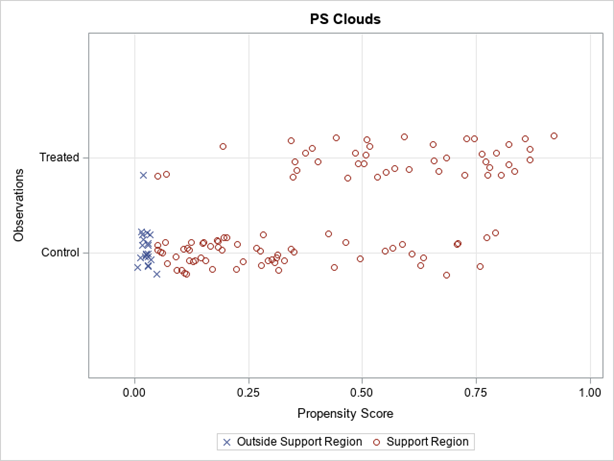 PS Clouds
Observations
Treated
Control
0.00 0.25 0.50 0.75 1.00
Propensity Score
Outside Support Region Support Region